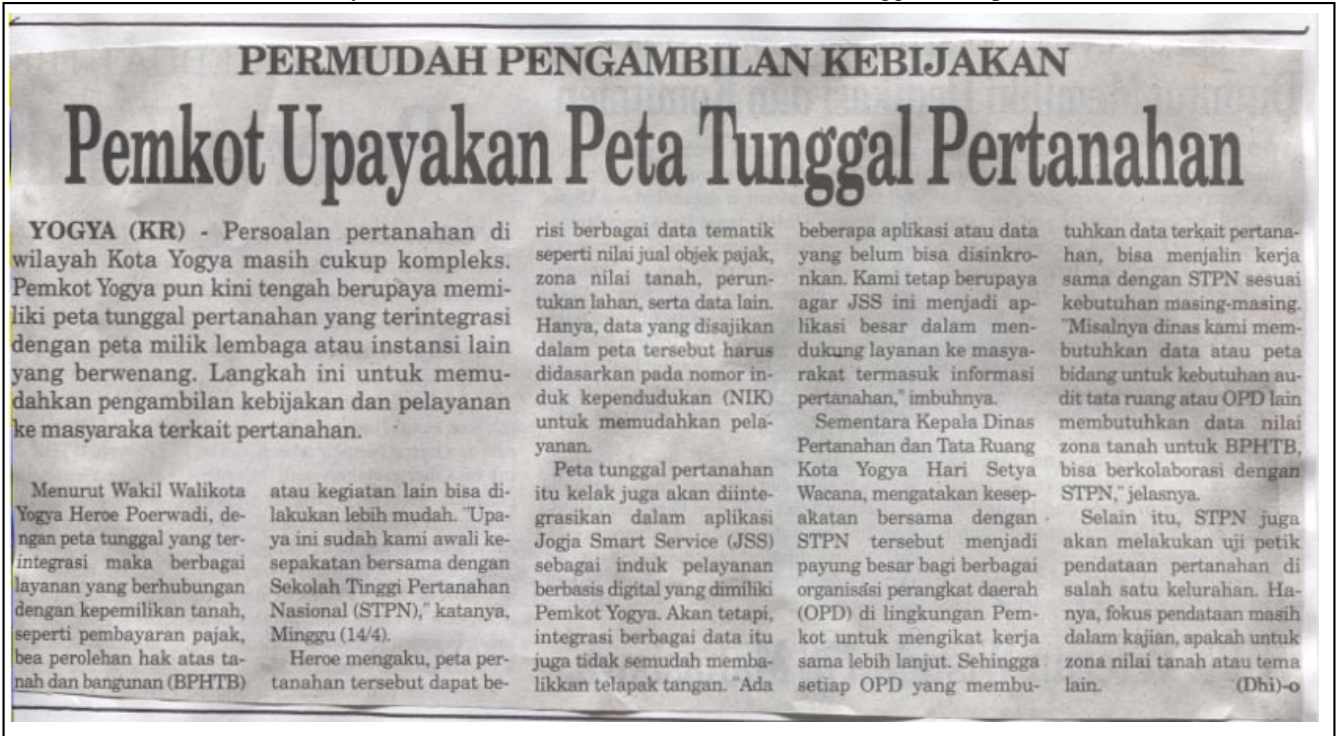 PERMUDAH PENGAMBILAN KEBIJAKAN
Pemkot Upayakan Peta Tunggal Pertanahan
YOGYA (KR) - Persoalan pertanahan di
wilayah Kota Yogya masih cukup kompleks.
Pemkot Yogya pun kini tengah berupaya memi-
liki peta tunggal pertanahan yang terintegrasi
dengan peta milik lembaga atau instansi lain
yang berwenang. Langkah ini untuk memu-
dahkan pengambilan kebijakan dan pelayanan
ke masyaraka terkait pertanahan.
Menurut Wakil Walikota
Yogya Heroe Poerwadi, de-
ngan peta tunggal yang ter-
integrasi maka berbagai
layanan yang berhubungan
dengan kepemilikan tanah,
seperti pembayaran pajak,
bea perolehan hak atas ta-
nah dan bangunan (BPHTB)
atau kegiatan lain bisa di-
lakukan lebih mudah. "Upa-
ya ini sudah kami awali ke-
sepakatan bersama dengan
Sekolah Tinggi Pertanahan
Nasional (STPN)," katanya,
Minggu (14/4).
Heroe mengaku, peta per-
tanahan tersebut dapat be-
risi berbagai data tematik
seperti nilai jual objek pajak,
zona nilai tanah, perun-
tukan lahan, serta data lain.
Hanya, data yang disajikan
dalam peta tersebut harus
didasarkan pada nomor in-
duk kependudukan (NIK)
untuk memudahkan pela-
yanan.
Peta tunggal pertanahan
itu kelak juga akan diinte-
grasikan dalam aplikasi
Jogja Smart Service (JSS)
sebagai induk pelayanan
berbasis digital yang dimiliki
Pemkot Yogya. Akan tetapi,
integrasi berbagai data itu
juga tidak semudah memba-
likkan telapak tangan. "Ada
beberapa aplikasi atau data
yang belum bisa disinkro-
nkan. Kami tetap berupaya
agar JSS ini menjadi ap-
likasi besar dalam men-
dukung layanan ke masya-
rakat termasuk informasi
pertanahan," imbuhnya.
Sementara Kepala Dinas
Pertanahan dan Tata Ruang
Kota Yogya Hari Setya
Wacana, mengatakan kesep-
akatan bersama dengan
STPN tersebut menjadi
payung besar bagi berbagai
organisasi perangkat daerah
(OPD) di lingkungan Pem-
kot untuk mengikat kerja
sama lebih lanjut. Sehingga
setiap OPD yang membu-
tuhkan data terkait pertana-
han, bisa menjalin kerja
sama dengan STPN sesuai
kebutuhan masing-masing.
"Misalnya dinas kami mem-
butuhkan data atau peta
bidang untuk kebutuhan au-
dit tata ruang atau OPD lain
membutuhkan data nilai
zona tanah untuk BPHTB,
bisa berkolaborasi dengan
STPN," jelasnya.
Selain itu, STPN juga
akan melakukan uji petik
pendataan pertanahan di
salah satu kelurahan. Ha-
nya, fokus pendataan masih
dalam kajian, apakah untuk
zona nilai tanah atau tema
lain. (Dhi)-o